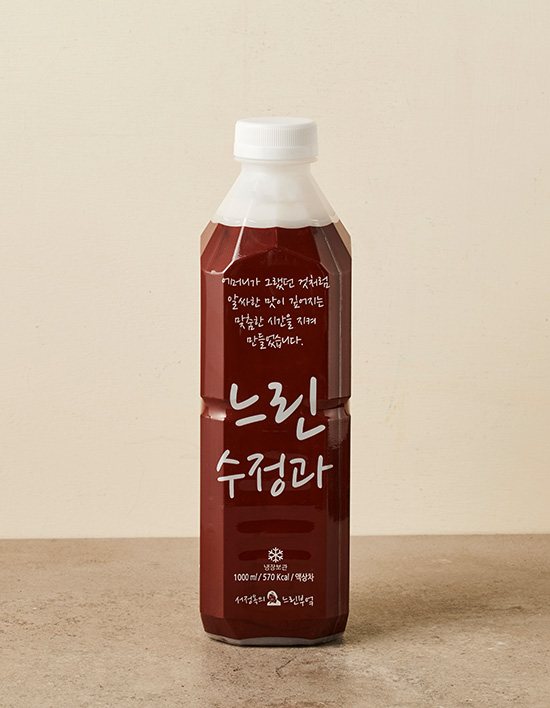 어머니가 그랬던 것처럼
알싸한 맛이 깊어지는
맞춤한 시간을 지켜
만들었습니다.
느린
수정과
냉장보관
1000 ml / 570 Kcal / 액상차
서정옥의 느린부엌